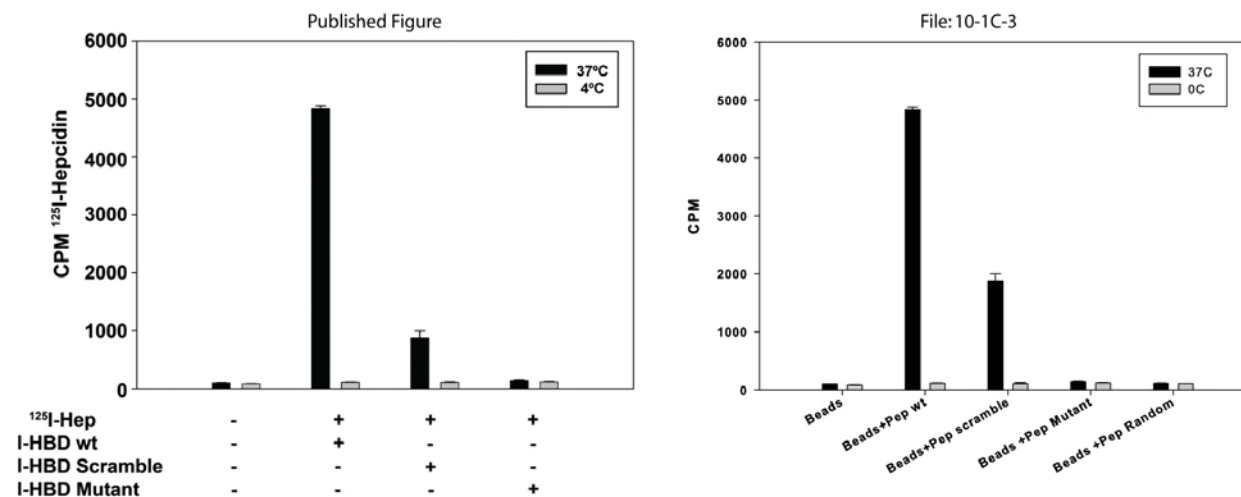 Published Figure
6000
5000
4000
3000
2000
1000
0
CPM ¹²⁵I-Hepcidin
37ºC
4ºC
¹²⁵I-Hep - + + +
I-HBD wt - + - -
I-HBD Scramble - - + -
I-HBD Mutant - - - +
File: 10-1C-3
6000
5000
4000
3000
2000
1000
0
CPM
37C
0C
Beads
Beads+Pep wt
Beads+Pep scramble
Beads +Pep Mutant
Beads +Pep Random